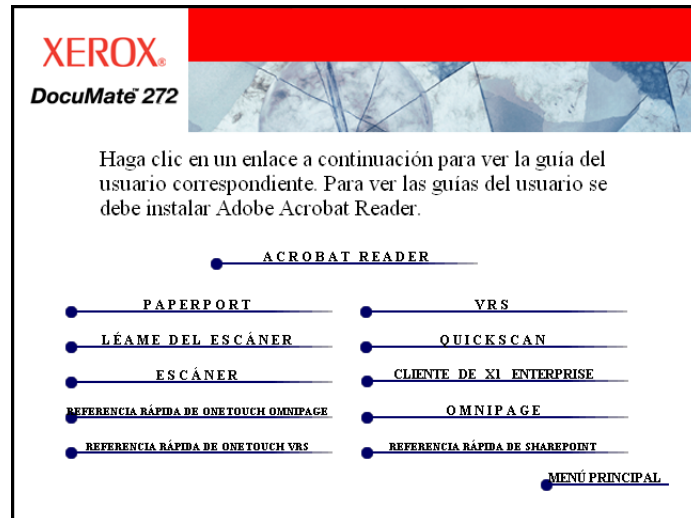 XEROX®
DocuMate™ 272
Haga clic en un enlace a continuación para ver la guía del
usuario correspondiente. Para ver las guías del usuario se
debe instalar Adobe Acrobat Reader.
ACROBAT READER
PAPERPORT
LÉAME DEL ESCÁNER
ESCÁNER
REFERENCIA RÁPIDA DE ONETOUCH OMNIPAGE
REFERENCIA RÁPIDA DE ONETOUCH VRS
VRS
QUICKSCAN
CLIENTE DE X1 ENTERPRISE
OMNIPAGE
REFERENCIA RÁPIDA DE SHAREPOINT
MENÚ PRINCIPAL